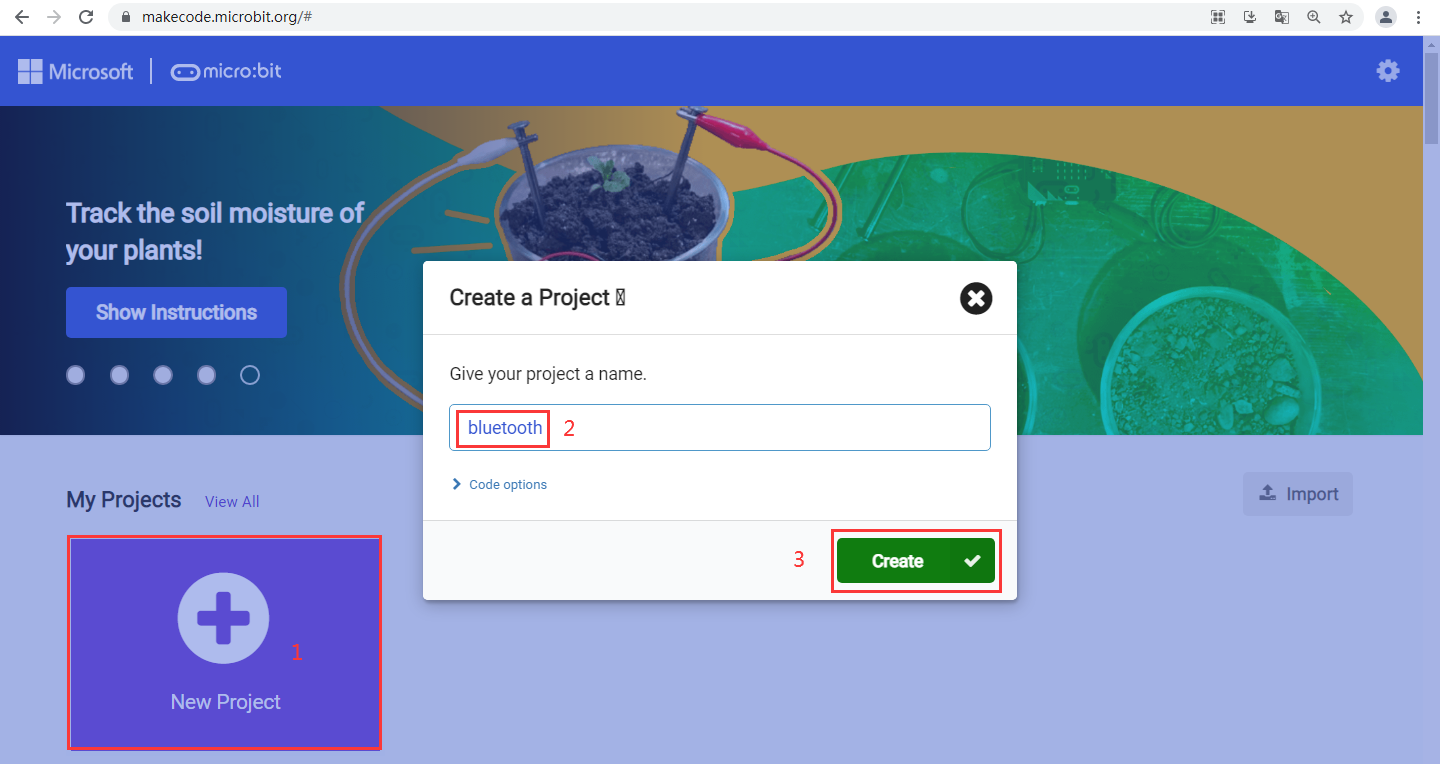 makecode.microbit.org/#
Microsoft
micro:bit
Track the soil moisture of
your plants!
Show Instructions
Create a Project
Give your project a name.
bluetooth
2
Code options
3
Create
My Projects
View All
Import
1
New Project